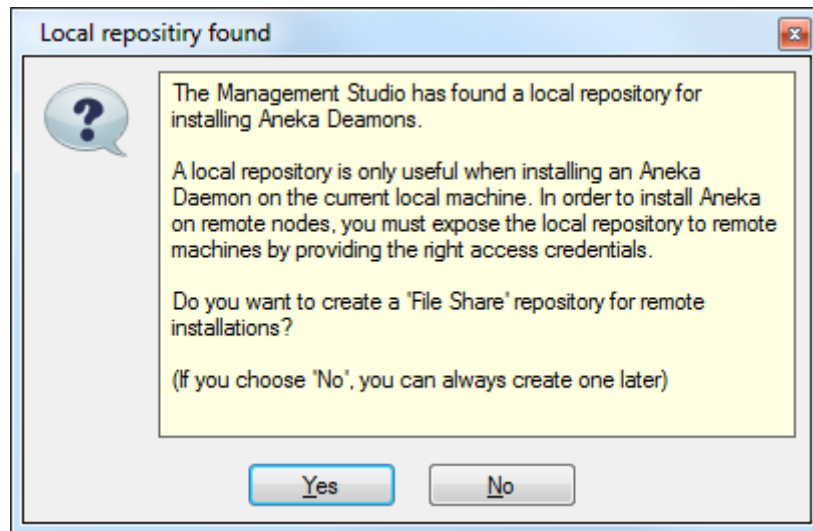 Local repositiry found
The Management Studio has found a local repository for
installing Aneka Deamons.
A local repository is only useful when installing an Aneka
Daemon on the current local machine. In order to install Aneka
on remote nodes, you must expose the local repository to remote
machines by providing the right access credentials.
Do you want to create a 'File Share' repository for remote
installations?
(If you choose 'No', you can always create one later)
Yes
No